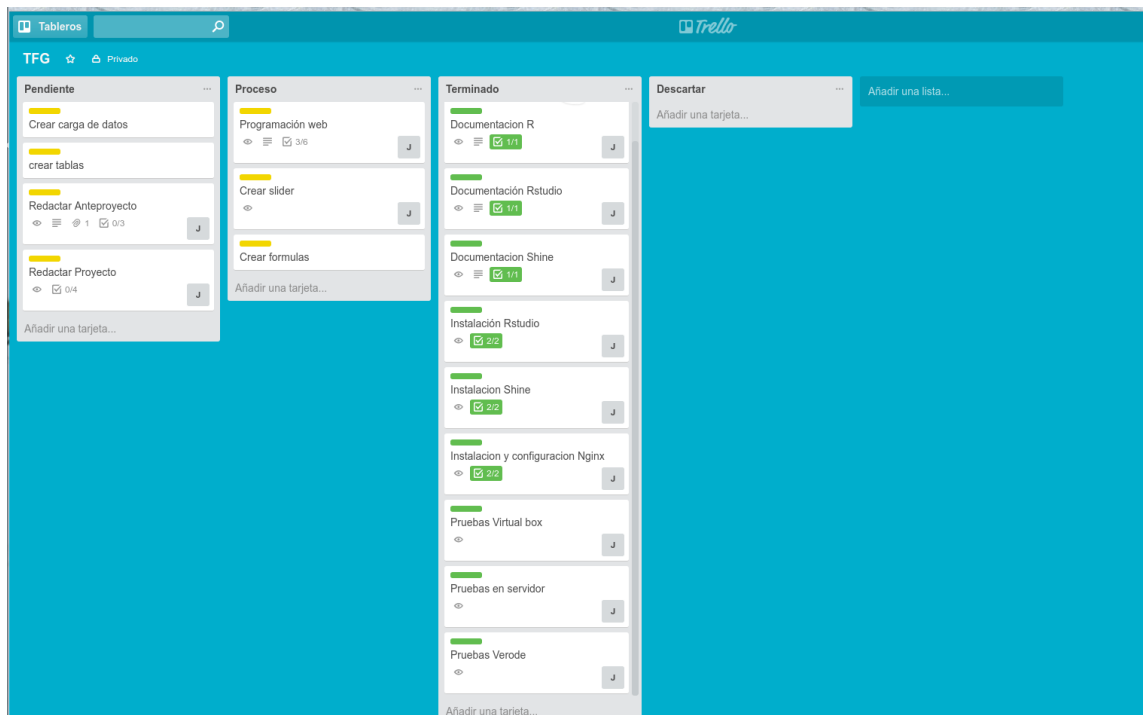 Tableros
Trello
TFG
Privado
Pendiente
Crear carga de datos
crear tablas
Redactar Anteproyecto
1
0/3
J
Redactar Proyecto
0/4
J
Añadir una tarjeta...
Proceso
Programación web
3/6
J
Crear slider
J
Crear formulas
Añadir una tarjeta...
Terminado
Documentacion R
1/1
J
Documentación Rstudio
1/1
J
Documentacion Shine
1/1
J
Instalación Rstudio
2/2
J
Instalacion Shine
2/2
J
Instalacion y configuracion Nginx
2/2
J
Pruebas Virtual box
J
Pruebas en servidor
J
Pruebas Verode
J
Añadir una tarjeta...
Descartar
Añadir una tarjeta...
Añadir una lista...